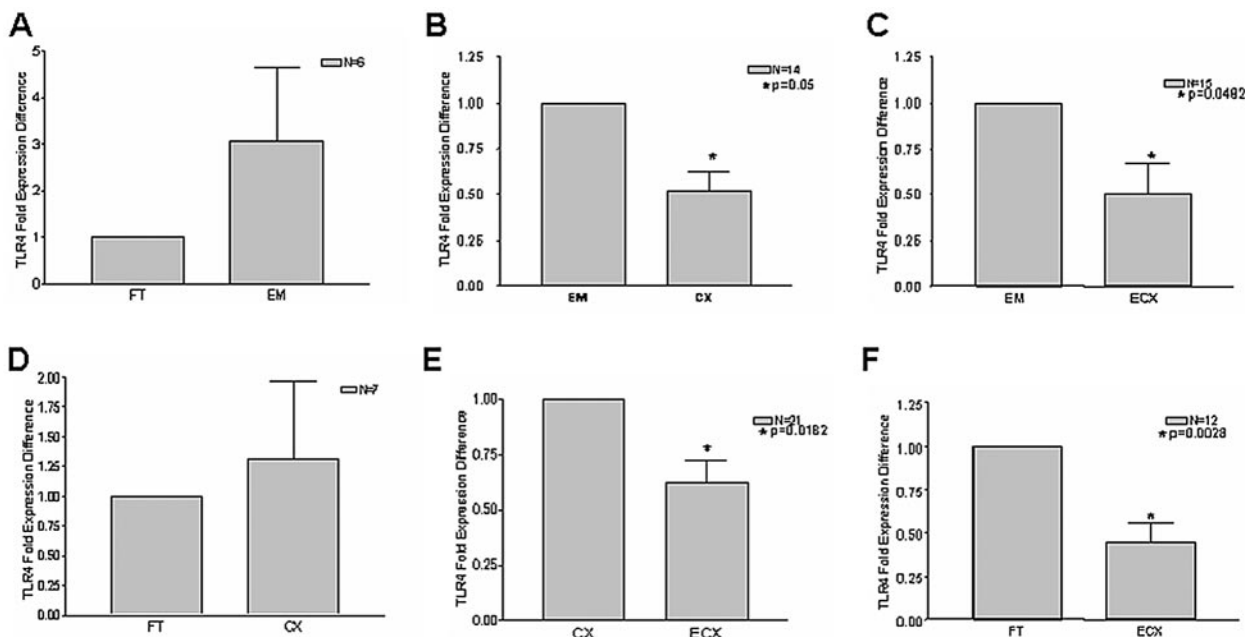 A
TLR4 Fold Expression Difference
5
4
3
2
1
0
N=6
FT
EM
B
TLR4 Fold Expression Difference
1.00
0.75
0.50
0.25
0.00
N=14
* p=0.05
*
EM
CX
C
TLR4 Fold Expression Difference
1.25
1.00
0.75
0.50
0.25
0.00
N=15
* p=0.0482
*
EM
ECX
D
TLR4 Fold Expression Difference
2.00
1.75
1.50
1.25
1.00
0.75
0.50
0.25
0.00
N=7
FT
CX
E
TLR4 Fold Expression Difference
1.00
0.75
0.50
0.25
0.00
N=21
* p=0.0182
*
CX
ECX
F
TLR4 Fold Expression Difference
1.25
1.00
0.75
0.50
0.25
0.00
N=12
* p=0.0028
*
FT
ECX